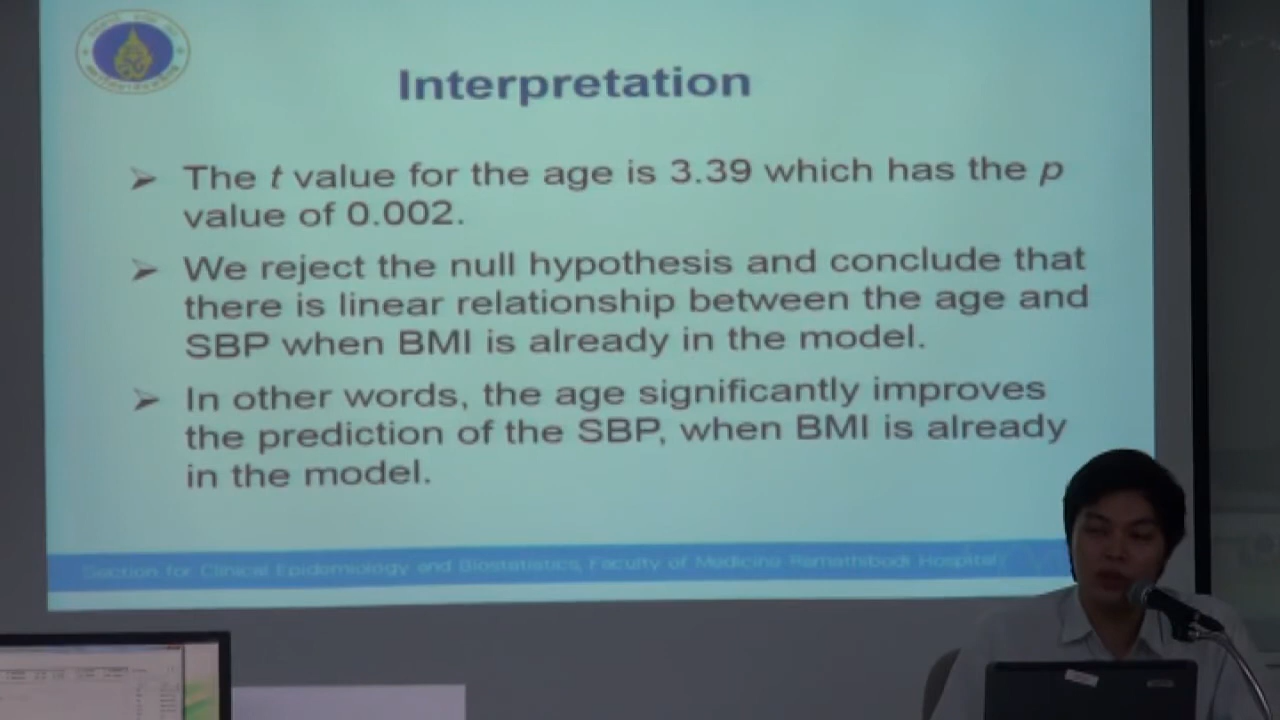 Interpretation
The t value for the age is 3.39 which has the p
value of 0.002.
We reject the null hypothesis and conclude that
there is linear relationship between the age and
SBP when BMI is already in the model.
In other words, the age significantly improves
the prediction of the SBP, when BMI is already
in the model.
Section for Clinical Epidemiology and Biostatistics, Faculty of Medicine Ramathibodi Hospital